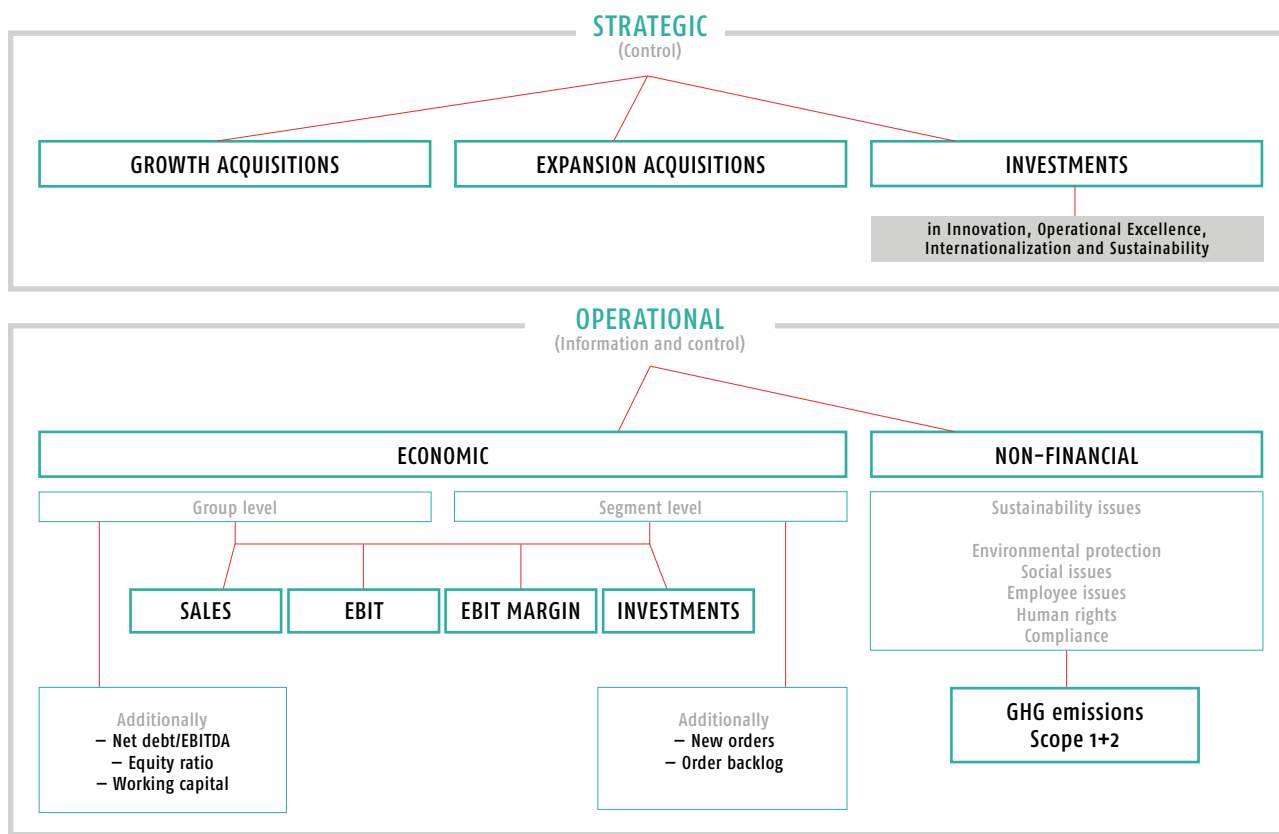 STRATEGIC
(Control)
GROWTH ACQUISITIONS
EXPANSION ACQUISITIONS
INVESTMENTS
in Innovation, Operational Excellence,
Internationalization and Sustainability
OPERATIONAL
(Information and control)
ECONOMIC
NON-FINANCIAL
Group level
Segment level
Sustainability issues
Environmental protection
Social issues
Employee issues
Human rights
Compliance
SALES
EBIT
EBIT MARGIN
INVESTMENTS
Additionally
– Net debt/EBITDA
– Equity ratio
– Working capital
Additionally
– New orders
– Order backlog
GHG emissions
Scope 1+2